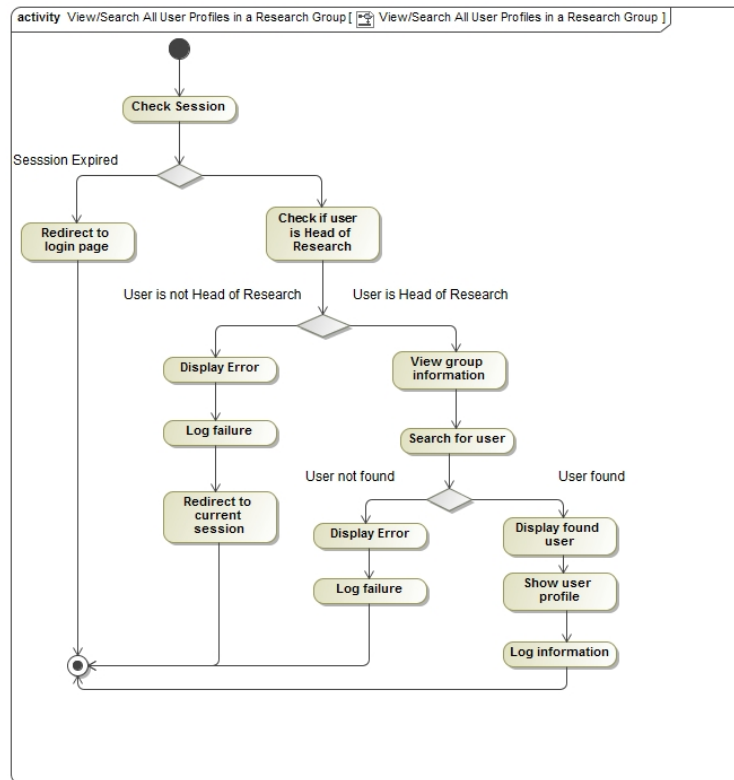 activity View/Search All User Profiles in a Research Group [ View/Search All User Profiles in a Research Group ]
Check Session
Sesssion Expired
Redirect to
login page
Check if user
is Head of
Research
User is not Head of Research
User is Head of Research
Display Error
View group
information
Log failure
Search for user
User not found
User found
Redirect to
current
session
Display Error
Display found
user
Log failure
Show user
profile
Log information